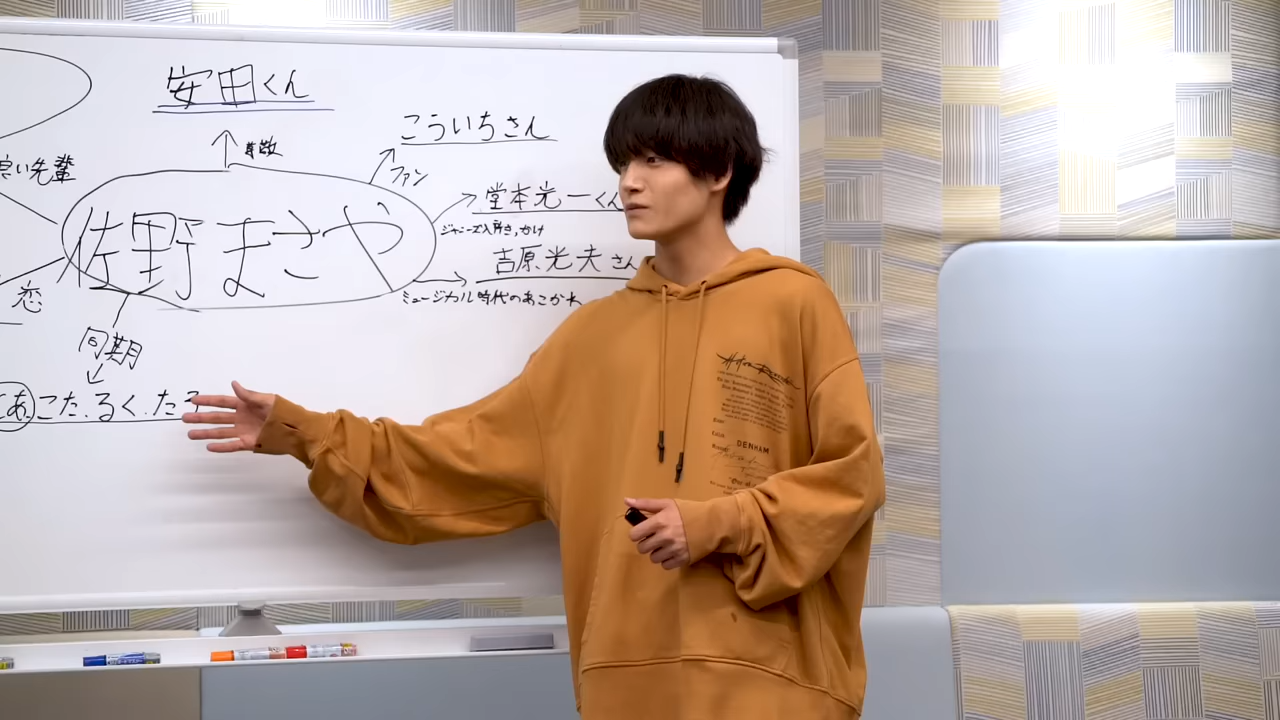 安田くん
算数
こういちさん
ファン
良い先輩
堂本光一くん
ジャニーズ入所きっかけ
佐野まさや
吉原光夫さん
ミュージカル時代のあこがれ
恋
同期
あ こた.るく.たろ
DENHAM